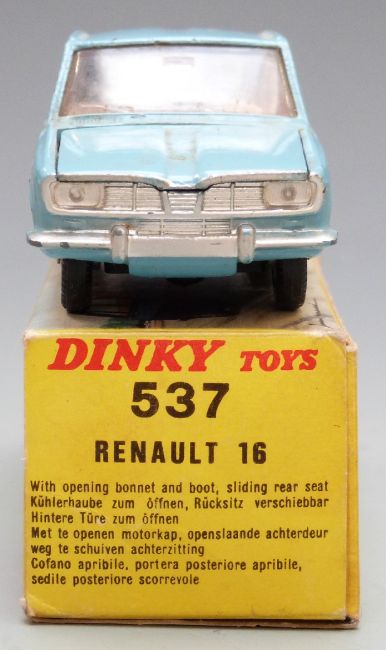 DINKY TOYS
537
RENAULT 16
With opening bonnet and boot, sliding rear seat
Kühlerhaube zum öffnen, Rücksitz verschiebbar
Hintere Türe zum öffnen
Met te openen motorkap, openslaande achterdeur
weg te schuiven achterzitting
Cofano apribile, portera posteriore apribile,
sedile posteriore scorrevole